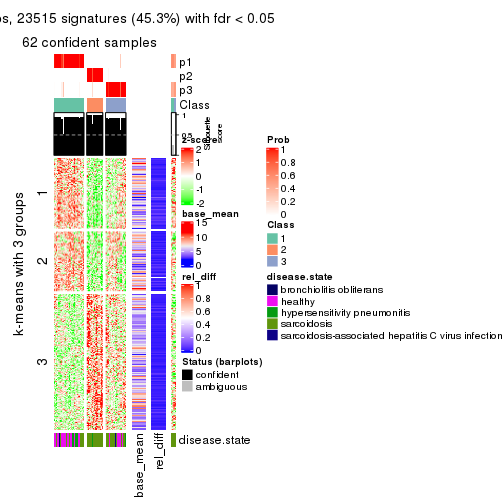 os, 23515 signatures (45.3%) with fdr < 0.05
62 confident samples
p1
p2
p3
Class
1
0.5
Silhouette
score
k-means with 3 groups
1
2
3
z-score
2
1
0
-1
-2
base_mean
15
10
5
0
rel_diff
1
0.8
0.6
0.4
0.2
0
Status (barplots)
confident
ambiguous
Prob
1
0.8
0.6
0.4
0.2
0
Class
1
2
3
disease.state
bronchiolitis obliterans
healthy
hypersensitivity pneumonitis
sarcoidosis
sarcoidosis-associated hepatitis C virus infection
disease.state
base_mean
rel_diff